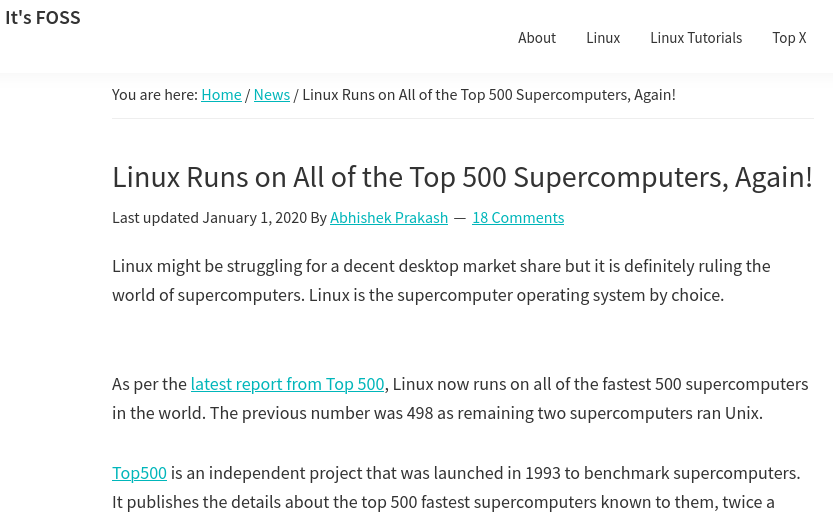 It's FOSS
About Linux Linux Tutorials Top X
You are here: Home / News / Linux Runs on All of the Top 500 Supercomputers, Again!
Linux Runs on All of the Top 500 Supercomputers, Again!
Last updated January 1, 2020 By Abhishek Prakash — 18 Comments
Linux might be struggling for a decent desktop market share but it is definitely ruling the
world of supercomputers. Linux is the supercomputer operating system by choice.
As per the latest report from Top 500, Linux now runs on all of the fastest 500 supercomputers
in the world. The previous number was 498 as remaining two supercomputers ran Unix.
Top500 is an independent project that was launched in 1993 to benchmark supercomputers.
It publishes the details about the top 500 fastest supercomputers known to them, twice a